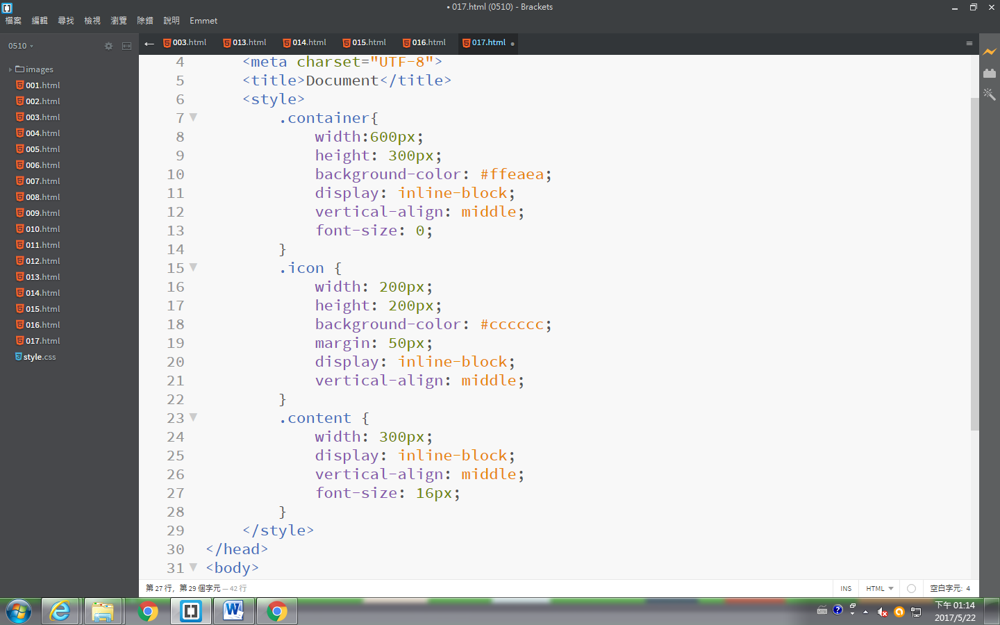 • 017.html (0510) - Brackets
檔案 編輯 尋找 檢視 瀏覽 除錯 說明 Emmet
0510
003.html 013.html 014.html 015.html 016.html 017.html
images
001.html
002.html
003.html
004.html
005.html
006.html
007.html
008.html
009.html
010.html
011.html
012.html
013.html
014.html
015.html
016.html
017.html
style.css
4 <meta charset="UTF-8">
5 <title>Document</title>
6 <style>
7 .container{
8 width:600px;
9 height: 300px;
10 background-color: #ffeaea;
11 display: inline-block;
12 vertical-align: middle;
13 font-size: 0;
14 }
15 .icon {
16 width: 200px;
17 height: 200px;
18 background-color: #cccccc;
19 margin: 50px;
20 display: inline-block;
21 vertical-align: middle;
22 }
23 .content {
24 width: 300px;
25 display: inline-block;
26 vertical-align: middle;
27 font-size: 16px;
28 }
29 </style>
30 </head>
31 <body>
第 27 行，第 29 個字元 — 42 行
INS HTML 空白字元: 4
下午 01:14
2017/5/22